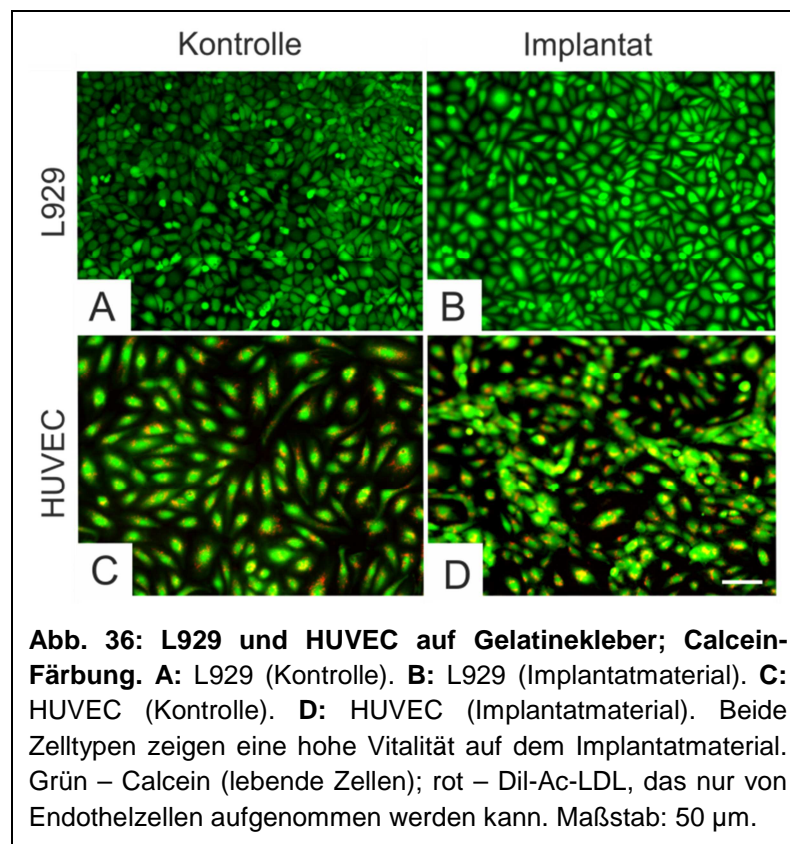 Kontrolle Implantat
L929
A B
HUVEC
C D
Abb. 36: L929 und HUVEC auf Gelatinekleber; Calcein-
Färbung. A: L929 (Kontrolle). B: L929 (Implantatmaterial). C:
HUVEC (Kontrolle). D: HUVEC (Implantatmaterial). Beide
Zelltypen zeigen eine hohe Vitalität auf dem Implantatmaterial.
Grün – Calcein (lebende Zellen); rot – Dil-Ac-LDL, das nur von
Endothelzellen aufgenommen werden kann. Maßstab: 50 µm.